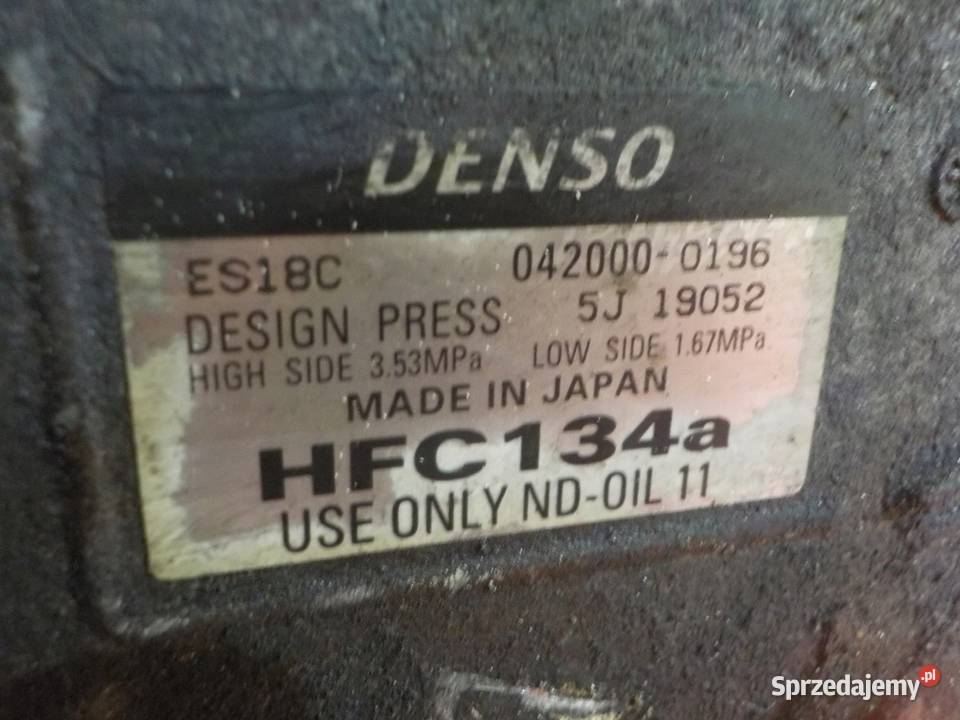 DENSO
ES18C 042000-0196
DESIGN PRESS 5J 19052
HIGH SIDE 3.53MPa LOW SIDE 1.67MPa
MADE IN JAPAN
HFC134a
USE ONLY ND-OIL 11
Sprzedajemy.pl